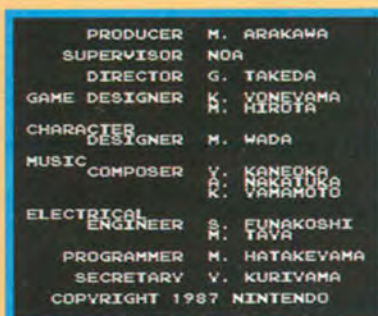 PRODUCER M. ARAKAWA
SUPERVISOR NOA
DIRECTOR G. TAKEDA
GAME DESIGNER K. YONEYAMA
M. HIROTA
CHARACTER
DESIGNER M. WADA
MUSIC
COMPOSER Y. KANEOKA
A. NAKATUKA
K. YAMAMOTO
ELECTRICAL
ENGINEER S. FUNAKOSHI
M. TAYA
PROGRAMMER M. HATAKEYAMA
SECRETARY Y. KURIYAMA
COPYRIGHT 1987 NINTENDO